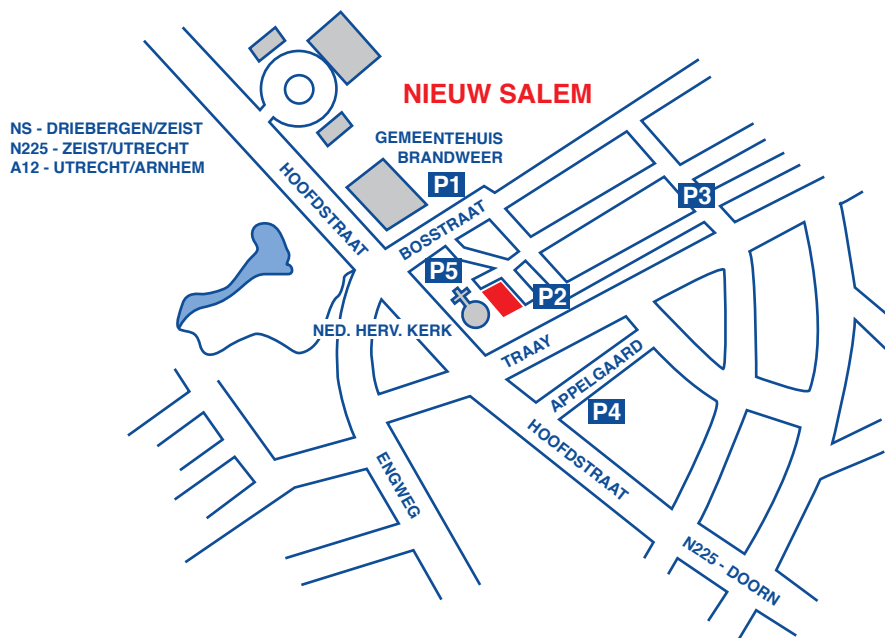 NIEUW SALEM
NS - DRIEBERGEN/ZEIST
N225 - ZEIST/UTRECHT
A12 - UTRECHT/ARNHEM
GEMEENTEHUIS
BRANDWEER
P1
P3
HOOFDSTRAAT
BOSSTRAAT
P5
P2
NED. HERV. KERK
TRAAY
APPELGAARD
P4
HOOFDSTRAAT
ENGWEG
N225 - DOORN